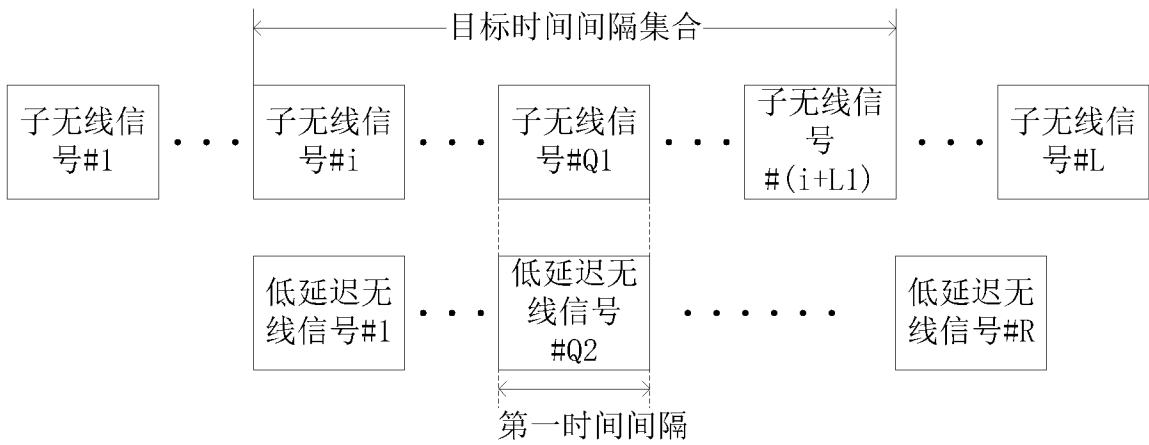 目标时间间隔集合
子无线信
号#1
子无线信
号#i
子无线信
号#Q1
子无线信
号
#(i+L1)
子无线信
号#L
低延迟无
线信号#1
低延迟无
线信号
#Q2
低延迟无
线信号#R
第一时间间隔